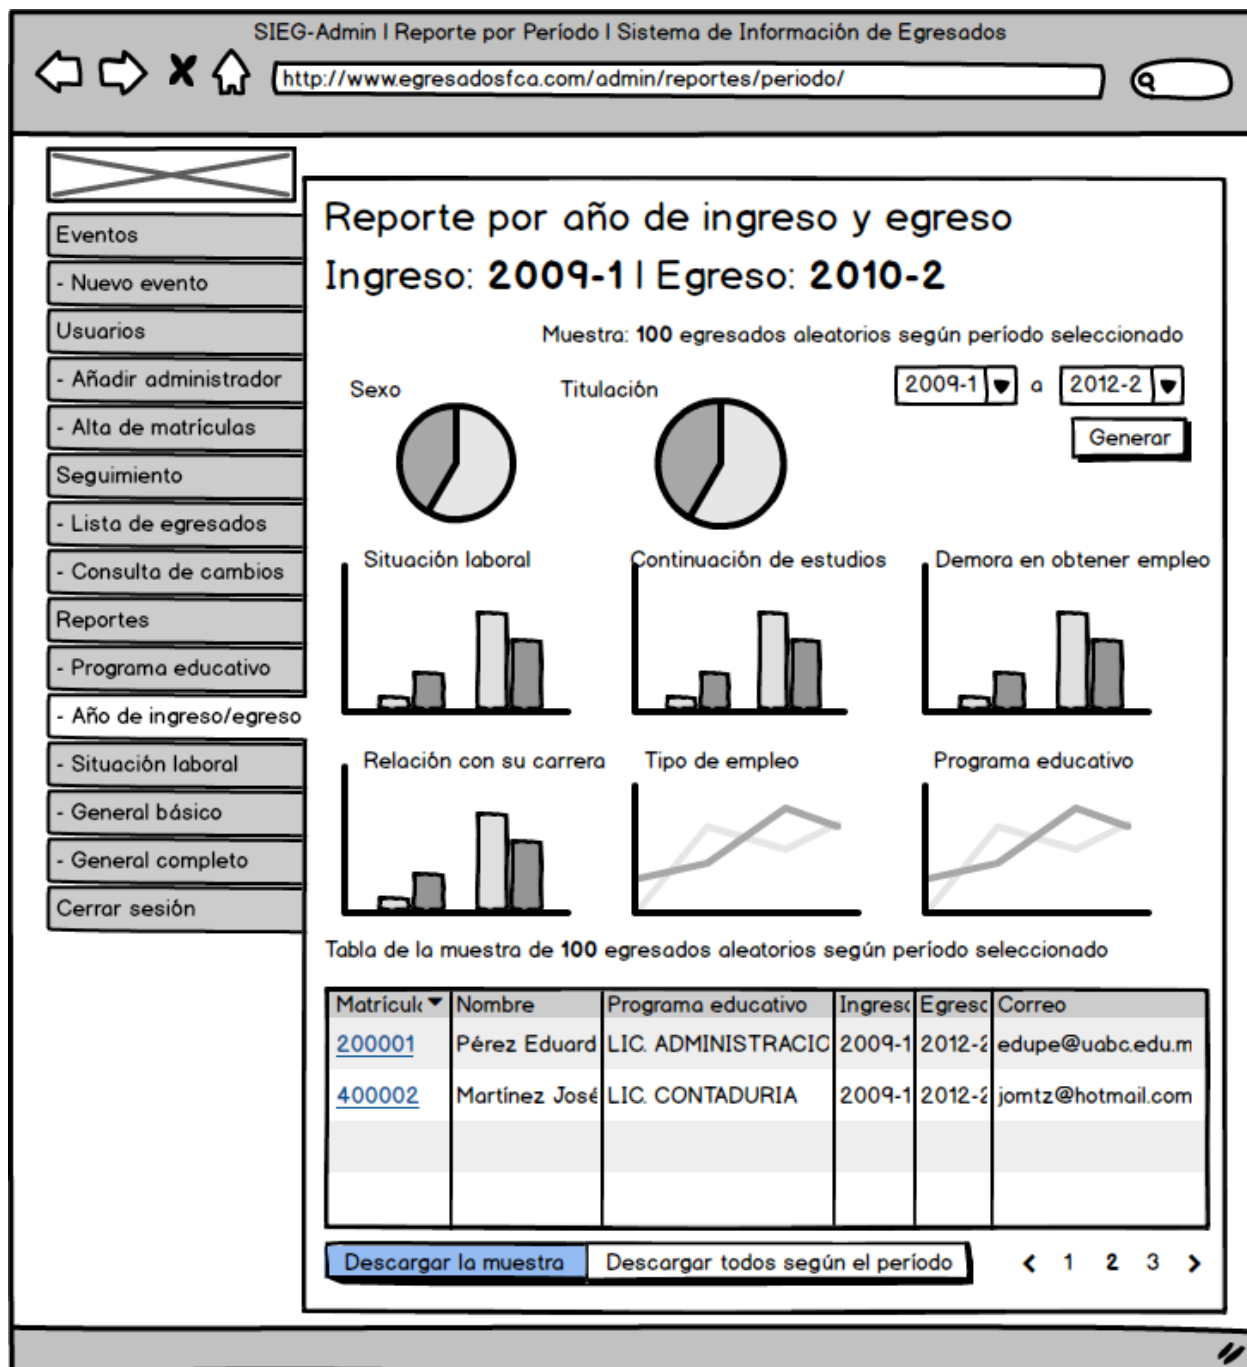 SIEG-Admin | Reporte por Período | Sistema de Información de Egresados
http://www.egresadosfca.com/admin/reportes/periodo/
Eventos
- Nuevo evento
Usuarios
- Añadir administrador
- Alta de matrículas
Seguimiento
- Lista de egresados
- Consulta de cambios
Reportes
- Programa educativo
- Año de ingreso/egreso
- Situación laboral
- General básico
- General completo
Cerrar sesión
Reporte por año de ingreso y egreso
Ingreso: 2009-1 | Egreso: 2010-2
Muestra: 100 egresados aleatorios según período seleccionado
Sexo
Titulación
2009-1 a 2012-2
Generar
Situación laboral
Continuación de estudios
Demora en obtener empleo
Relación con su carrera
Tipo de empleo
Programa educativo
Tabla de la muestra de 100 egresados aleatorios según período seleccionado
Matrícula Nombre Programa educativo Ingreso Egreso Correo
200001 Pérez Eduard LIC. ADMINISTRACIO 2009-1 2012-2 edupe@uabc.edu.m
400002 Martínez José LIC. CONTADURIA 2009-1 2012-2 jomtz@hotmail.com
Descargar la muestra Descargar todos según el período < 1 2 3 >